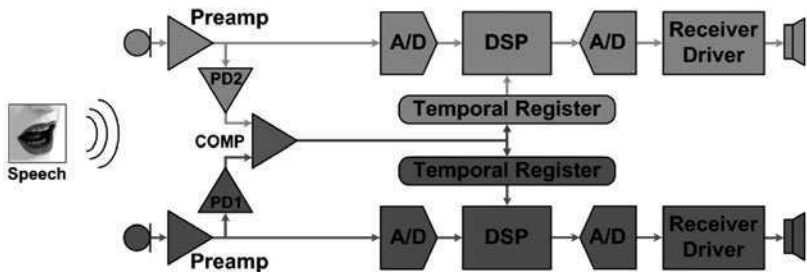 Preamp
A/D
DSP
A/D
Receiver
Driver
PD2
Temporal Register
COMP
Speech
Temporal Register
PD1
A/D
DSP
A/D
Receiver
Driver
Preamp